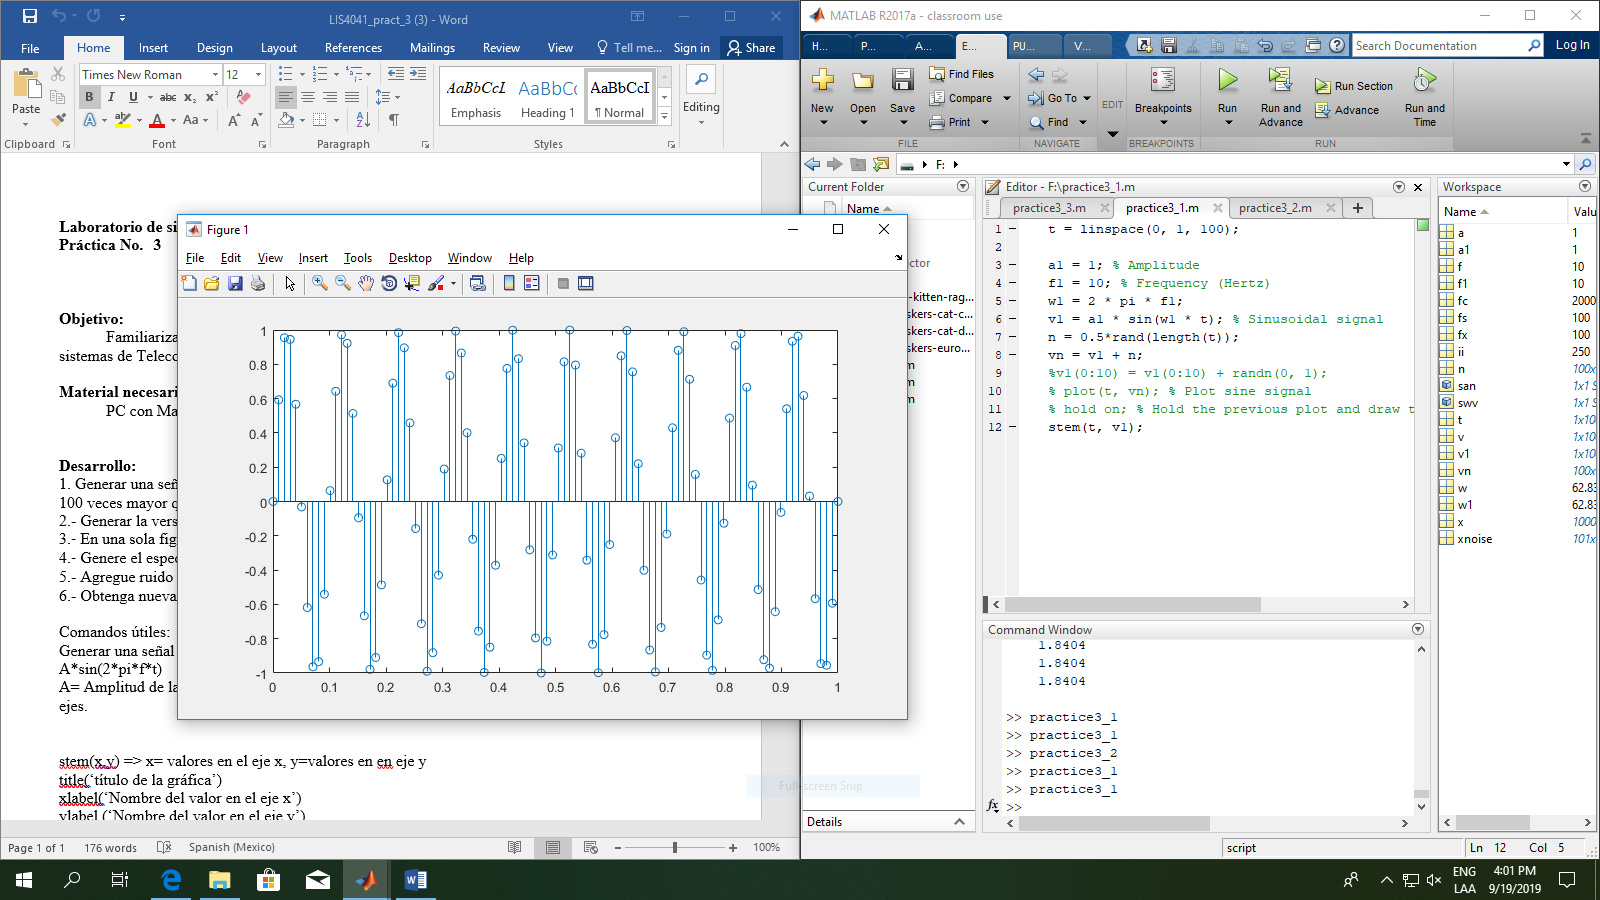 LIS4041_pract_3 (3) - Word
File Home Insert Design Layout References Mailings Review View Tell me... Sign in Share
Times New Roman 12
Paste
B I U abc x₂ x²
A ab A Aa A A
AaBbCcI AaBbCc AaBbCcI
Emphasis Heading 1 ¶ Normal
Editing
Clipboard Font Paragraph Styles
Laboratorio de si
Práctica No. 3
Objetivo:
Familiariza
sistemas de Teleco
Material necesari
PC con Ma
Desarrollo:
1. Generar una señ
100 veces mayor q
2.- Generar la vers
3.- En una sola fig
4.- Genere el espec
5.- Agregue ruido
6.- Obtenga nueva
Comandos útiles:
Generar una señal
A*sin(2*pi*f*t)
A= Amplitud de la
ejes.
stem(x,y) => x= valores en el eje x, y=valores en en eje y
title(‘título de la gráfica’)
xlabel(‘Nombre del valor en el eje x’)
ylabel (‘Nombre del valor en el eje y’)
Page 1 of 1 176 words Spanish (Mexico) 100%
Figure 1
File Edit View Insert Tools Desktop Window Help
1
0.8
0.6
0.4
0.2
0
-0.2
-0.4
-0.6
-0.8
-1
0 0.1 0.2 0.3 0.4 0.5 0.6 0.7 0.8 0.9 1
Full-screen Snip
MATLAB R2017a - classroom use
H... P... A... E... PU... V... Search Documentation Log In
New Open Save
Find Files
Compare
Print
Go To
Find
EDIT
Breakpoints
Run
Run and Advance
Run Section
Advance
Run and Time
FILE NAVIGATE BREAKPOINTS RUN
F:
Current Folder
Name
ctor
-kitten-rag...
skers-cat-c...
skers-cat-d...
skers-euro...
m
m
m
Details
Editor - F:\practice3_1.m
practice3_3.m practice3_1.m practice3_2.m
1 t = linspace(0, 1, 100);
2
3 a1 = 1; % Amplitude
4 f1 = 10; % Frequency (Hertz)
5 w1 = 2 * pi * f1;
6 v1 = a1 * sin(w1 * t); % Sinusoidal signal
7 n = 0.5*rand(length(t));
8 vn = v1 + n;
9 %v1(0:10) = v1(0:10) + randn(0, 1);
10 % plot(t, vn); % Plot sine signal
11 % hold on; % Hold the previous plot and draw t
12 stem(t, v1);
Command Window
1.8404
1.8404
1.8404
>> practice3_1
>> practice3_1
>> practice3_2
>> practice3_1
>> practice3_1
fx >>
Workspace
Name Valu
a 1
a1 1
f 10
f1 10
fc 2000
fs 100
fx 100
ii 250
n 100x
san 1x1 S
swv 1x1 S
t 1x10
v 1x10
v1 1x10
vn 100x
w 62.83
w1 62.83
x 1000
xnoise 101x
script Ln 12 Col 5
ENG
LAA
4:01 PM
9/19/2019